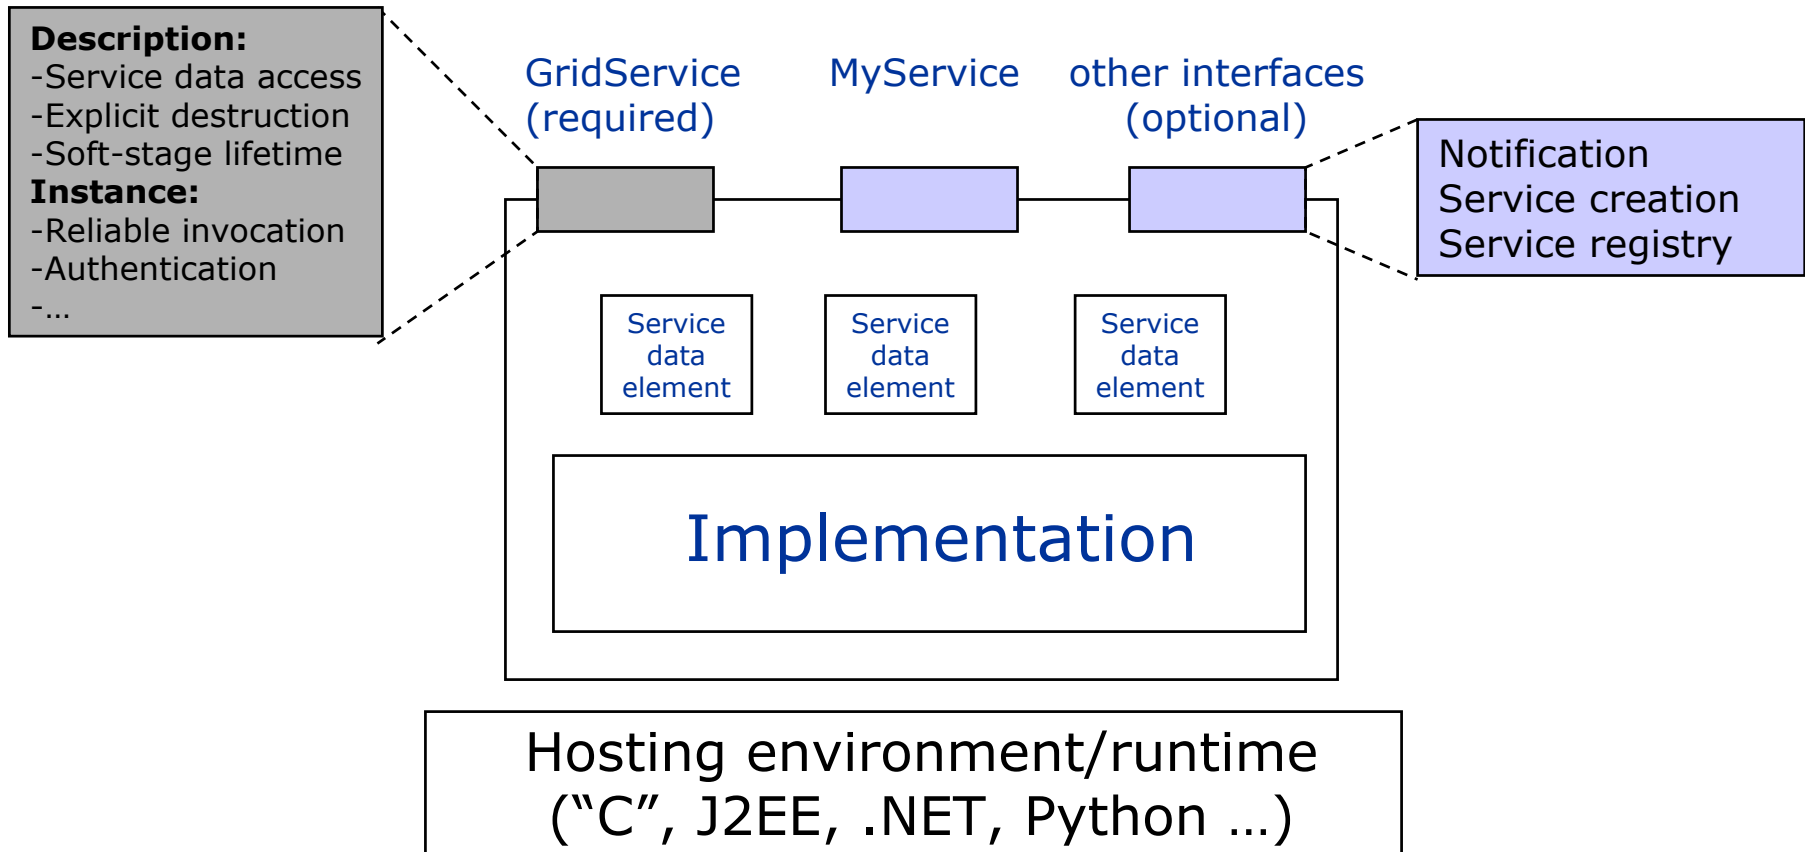 Description:
-Service data access
-Explicit destruction
-Soft-stage lifetime
Instance:
-Reliable invocation
-Authentication
-…
GridService
(required)
MyService
other interfaces
(optional)
Notification
Service creation
Service registry
Service
data
element
Service
data
element
Service
data
element
Implementation
Hosting environment/runtime
(“C”, J2EE, .NET, Python …)